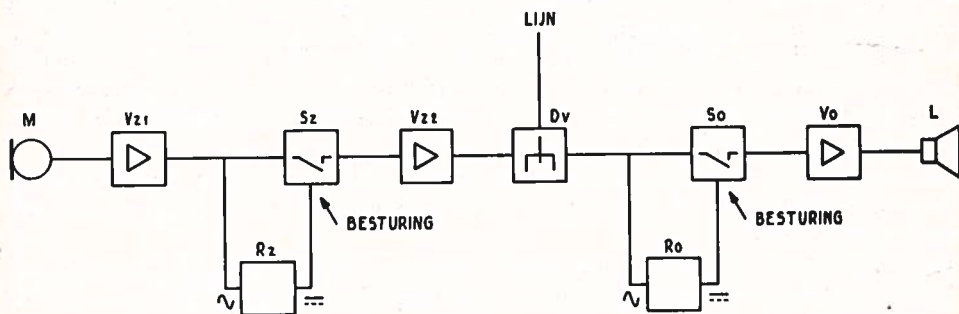 LIJN
M
Vz1
Sz
Vz2
Dv
So
Vo
L
BESTURING
BESTURING
Rz
Ro